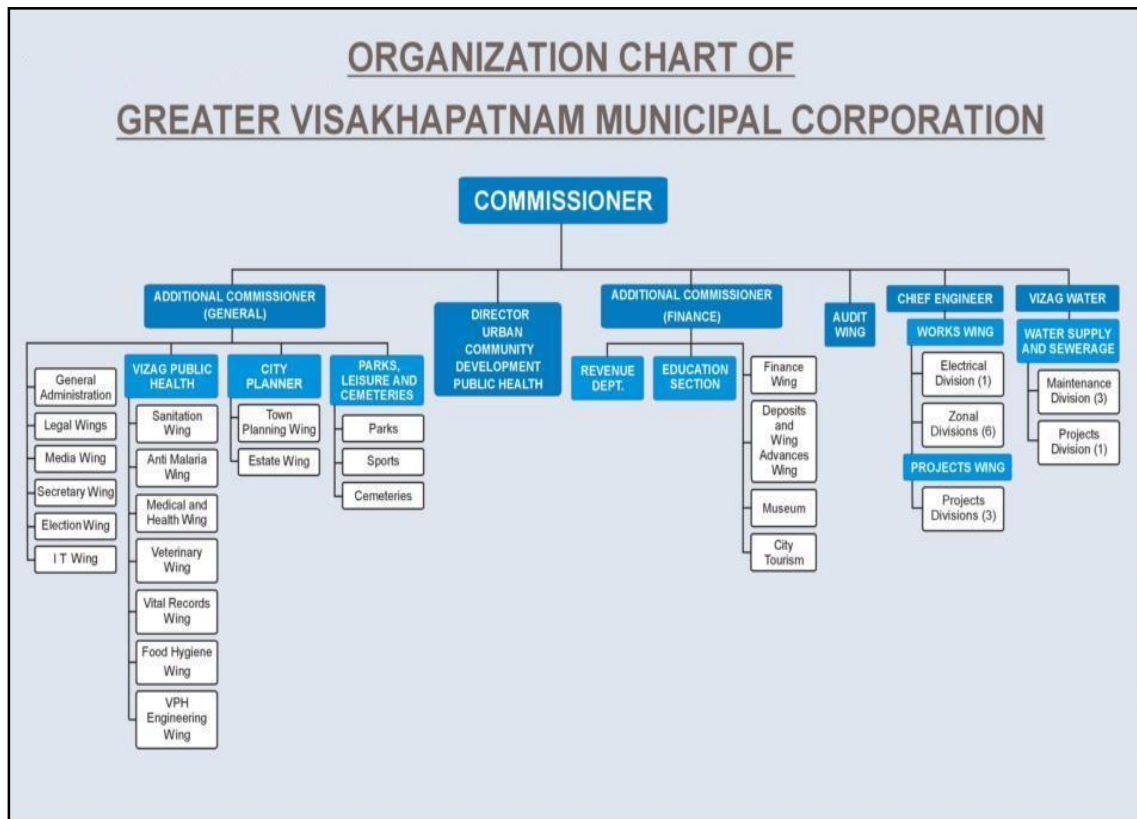 ORGANIZATION CHART OF
GREATER VISAKHAPATNAM MUNICIPAL CORPORATION
COMMISSIONER
ADDITIONAL COMMISSIONER
(GENERAL)
General
Administration
Legal Wings
Media Wing
Secretary Wing
Election Wing
I T Wing
VIZAG PUBLIC
HEALTH
Sanitation
Wing
Anti Malaria
Wing
Medical and
Health Wing
Veterinary
Wing
Vital Records
Wing
Food Hygiene
Wing
VPH
Engineering
Wing
CITY
PLANNER
Town
Planning Wing
Estate Wing
PARKS,
LEISURE AND
CEMETERIES
Parks
Sports
Cemeteries
DIRECTOR
URBAN
COMMUNITY
DEVELOPMENT
PUBLIC HEALTH
ADDITIONAL COMMISSIONER
(FINANCE)
REVENUE
DEPT.
EDUCATION
SECTION
Finance
Wing
Deposits
and
Wing
Advances
Wing
Museum
City
Tourism
AUDIT
WING
CHIEF ENGINEER
WORKS WING
Electrical
Division (1)
Zonal
Divisions (6)
PROJECTS WING
Projects
Divisions (3)
VIZAG WATER
WATER SUPPLY
AND SEWERAGE
Maintenance
Division (3)
Projects
Division (1)